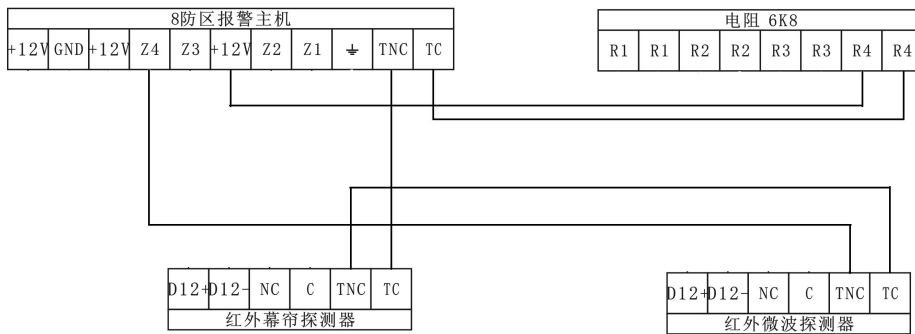 8防区报警主机
+12V GND +12V Z4 Z3 +12V Z2 Z1 ⏚ TNC TC
电阻 6K8
R1 R1 R2 R2 R3 R3 R4 R4
D12+ D12- NC C TNC TC
红外幕帘探测器
D12+ D12- NC C TNC TC
红外微波探测器